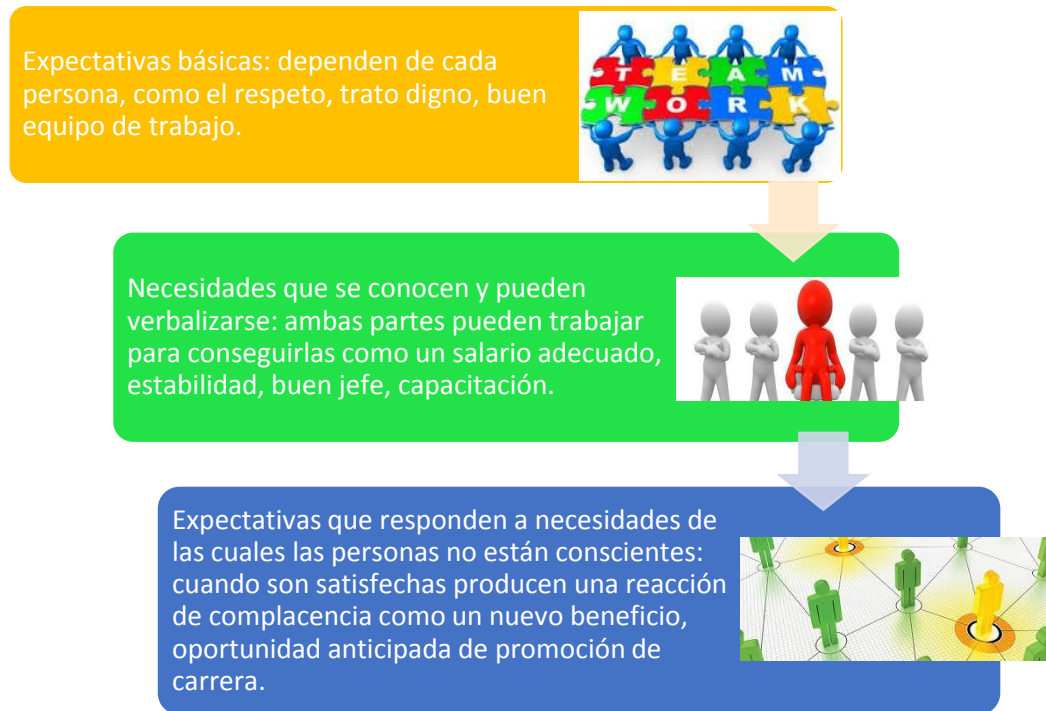 Expectativas básicas: dependen de cada
persona, como el respeto, trato digno, buen
equipo de trabajo.
TEAM
WORK
Necesidades que se conocen y pueden
verbalizarse: ambas partes pueden trabajar
para conseguirlas como un salario adecuado,
estabilidad, buen jefe, capacitación.
Expectativas que responden a necesidades de
las cuales las personas no están conscientes:
cuando son satisfechas producen una reacción
de complacencia como un nuevo beneficio,
oportunidad anticipada de promoción de
carrera.